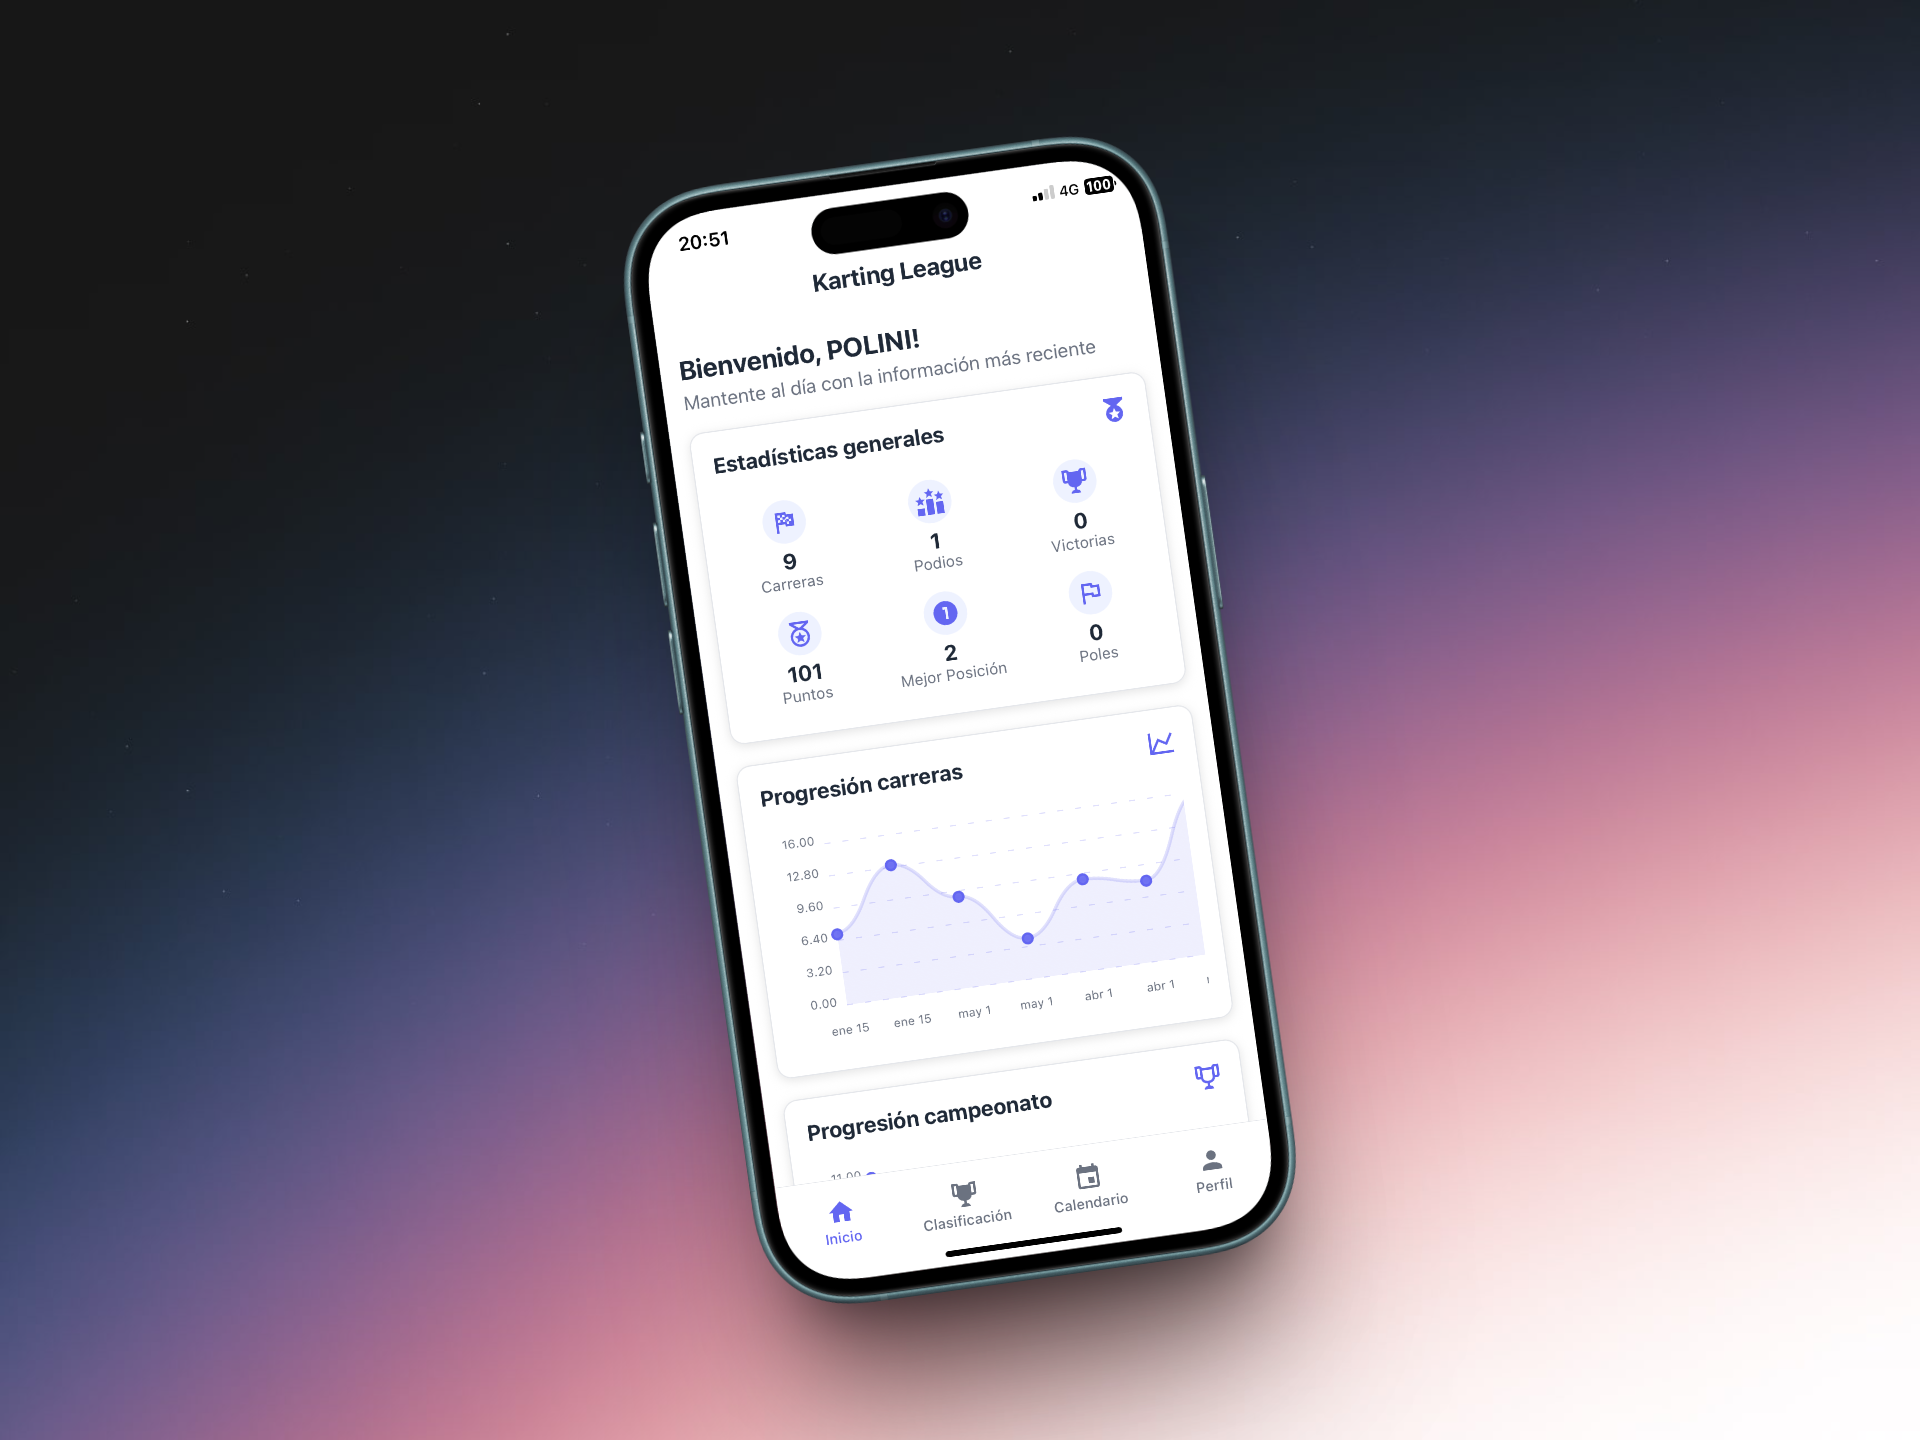 20:51
4G 100
Karting League
Bienvenido, POLINI!
Mantente al día con la información más reciente
Estadísticas generales
9 1 0
Carreras Podios Victorias
1
101 2 0
Puntos Mejor Posición Poles
Progresión carreras
16.00
12.80
9.60
6.40
3.20
0.00
ene 15 ene 15 may 1 may 1 abr 1 abr 1
Progresión campeonato
11.00
Inicio Clasificación Calendario Perfil